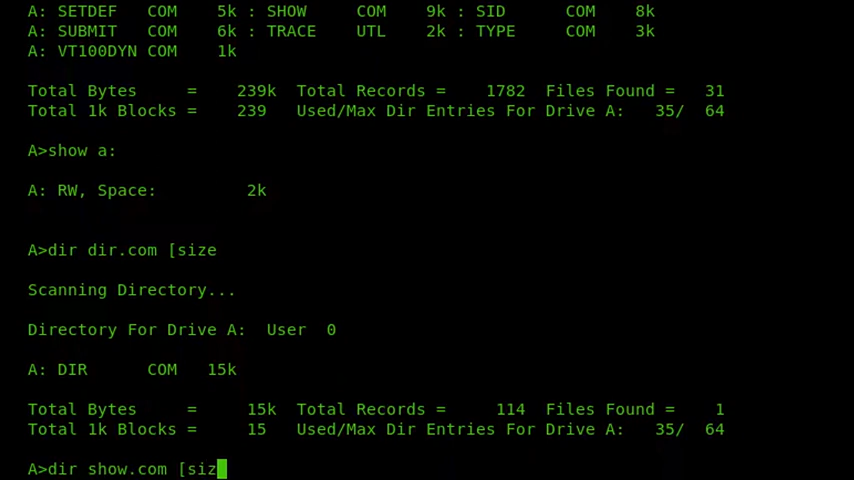 A: SETDEF   COM     5k : SHOW     COM     9k : SID      COM     8k
A: SUBMIT   COM     6k : TRACE    UTL     2k : TYPE     COM     3k
A: VT100DYN COM     1k
Total Bytes     =    239k  Total Records =    1782  Files Found =   31
Total 1k Blocks =    239   Used/Max Dir Entries For Drive A:   35/  64
A>show a:
A: RW, Space:         2k
A>dir dir.com [size
Scanning Directory...
Directory For Drive A:  User  0
A: DIR      COM   15k
Total Bytes     =     15k  Total Records =     114  Files Found =    1
Total 1k Blocks =     15   Used/Max Dir Entries For Drive A:   35/  64
A>dir show.com [siz